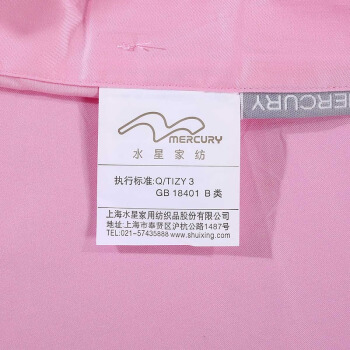 MERCURY
MERCURY
水星家纺
执行标准:Q/TIZY 3
GB 18401 B类
上海水星家用纺织品股份有限公司
地址:上海市奉贤区沪杭公路1487号
TEL:021-57435888 www.shuixing.com